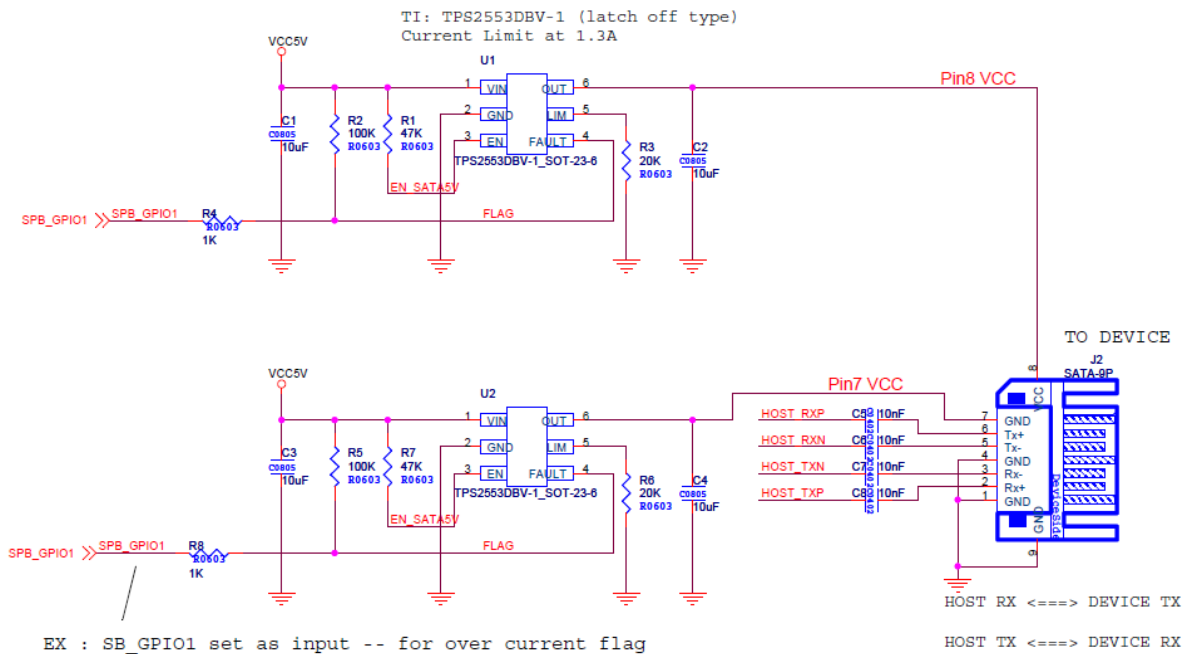 TI: TPS2553DBV-1 (latch off type)
Current Limit at 1.3A
VCC5V
U1
1 VIN OUT 6
2 GND LIM 5
3 EN FAULT 4
TPS2553DBV-1_SOT-23-6
Pin8 VCC
C1
C0805
10uF
R2
100K
R0603
R1
47K
R0603
R3
20K
R0603
C2
C0805
10uF
EN_SATA5V
SPB_GPIO1
SPB_GPIO1
R4
R0603
1K
FLAG
TO DEVICE
J2
SATA-9P
8
VCC
7 GND
6 Tx+
5 Tx-
4 GND
3 Rx-
2 Rx+
1 GND
DeviceSide
GND
9
VCC5V
U2
1 VIN OUT 6
2 GND LIM 5
3 EN FAULT 4
TPS2553DBV-1_SOT-23-6
Pin7 VCC
HOST_RXP C5 10nF
HOST_RXN C6 10nF
HOST_TXN C7 10nF
HOST_TXP C8 10nF
C3
C0805
10uF
R5
100K
R0603
R7
47K
R0603
R6
20K
R0603
C4
C0805
10uF
EN_SATA5V
SPB_GPIO1
SPB_GPIO1
R8
R0603
1K
FLAG
HOST RX <===> DEVICE TX
EX : SB_GPIO1 set as input -- for over current flag
HOST TX <===> DEVICE RX